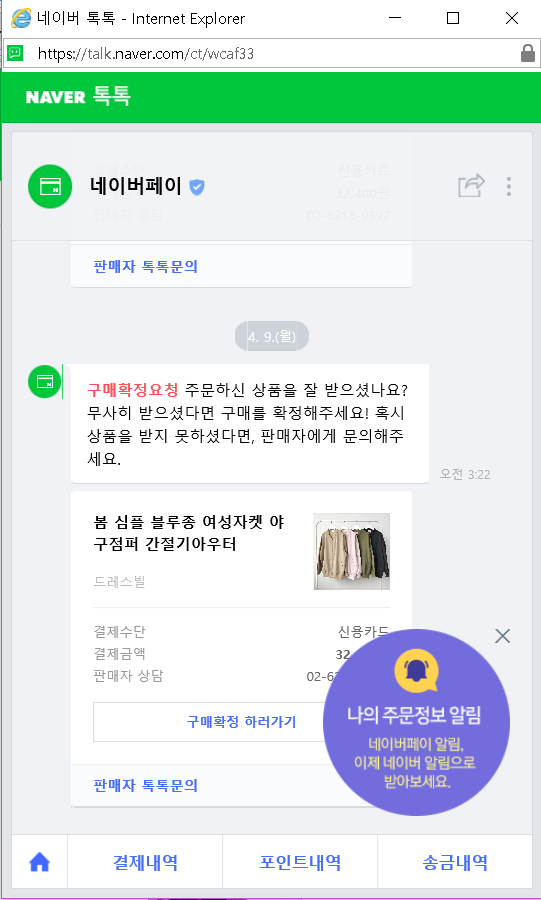 네이버 톡톡 - Internet Explorer
https://talk.naver.com/ct/wcaf33
NAVER 톡톡
신용카드
네이버페이
32,400원
판매자 톡톡문의
4. 9.(월)
구매확정요청 주문하신 상품을 잘 받으셨나요?
무사히 받으셨다면 구매를 확정해주세요! 혹시
상품을 받지 못하셨다면, 판매자에게 문의해주
세요.
오전 3:22
봄 심플 블루종 여성자켓 야
구점퍼 간절기아우터
드레스빌
결제수단 신용카드
결제금액 32
판매자 상담 02-62
구매확정 하러가기
판매자 톡톡문의
나의 주문정보 알림
네이버페이 알림,
이제 네이버 알림으로
받아보세요.
결제내역 포인트내역 송금내역